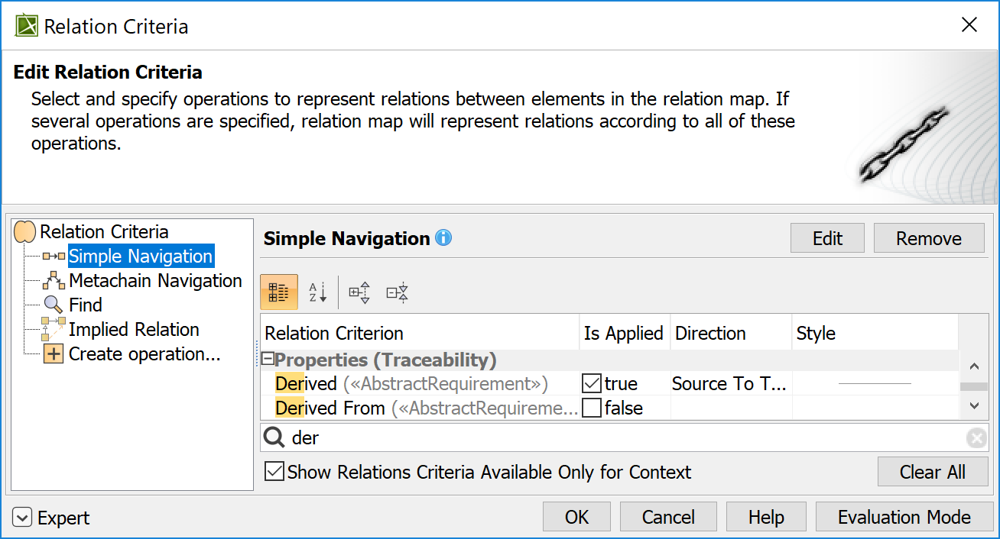 Relation Criteria
Edit Relation Criteria
Select and specify operations to represent relations between elements in the relation map. If
several operations are specified, relation map will represent relations according to all of these
operations.
Relation Criteria
Simple Navigation
Metachain Navigation
Find
Implied Relation
Create operation...
Simple Navigation
Edit
Remove
A
Z
Relation Criterion Is Applied Direction Style
Properties (Traceability)
Derived («AbstractRequirement») true Source To T...
Derived From («AbstractRequireme... false
der
Show Relations Criteria Available Only for Context
Clear All
Expert
OK
Cancel
Help
Evaluation Mode